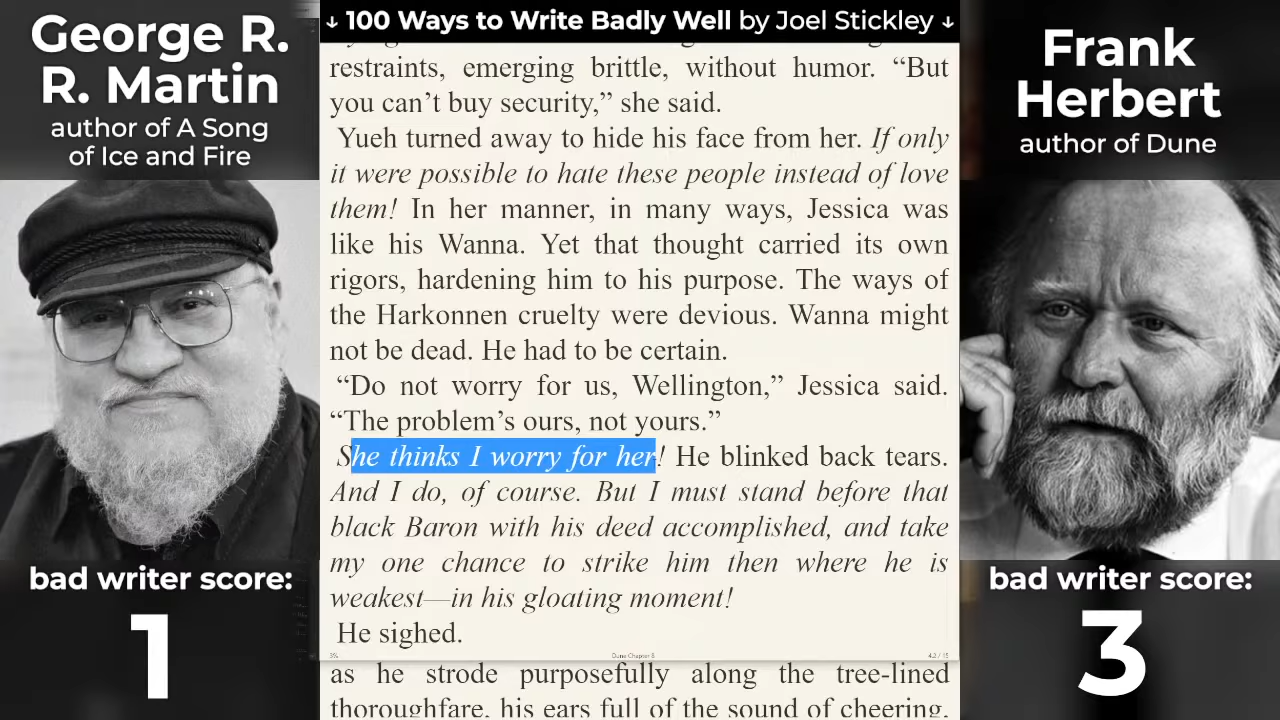 George R.
R. Martin
author of A Song
of Ice and Fire
bad writer score:
1
↓ 100 Ways to Write Badly Well by Joel Stickley ↓
restraints, emerging brittle, without humor. “But
you can’t buy security,” she said.
Yueh turned away to hide his face from her. If only
it were possible to hate these people instead of love
them! In her manner, in many ways, Jessica was
like his Wanna. Yet that thought carried its own
rigors, hardening him to his purpose. The ways of
the Harkonnen cruelty were devious. Wanna might
not be dead. He had to be certain.
“Do not worry for us, Wellington,” Jessica said.
“The problem’s ours, not yours.”
She thinks I worry for her! He blinked back tears.
And I do, of course. But I must stand before that
black Baron with his deed accomplished, and take
my one chance to strike him then where he is
weakest—in his gloating moment!
He sighed.
3% Dune Chapter 8 4.2 / 15
as he strode purposefully along the tree-lined
thoroughfare, his ears full of the sound of cheering.
Frank
Herbert
author of Dune
bad writer score:
3